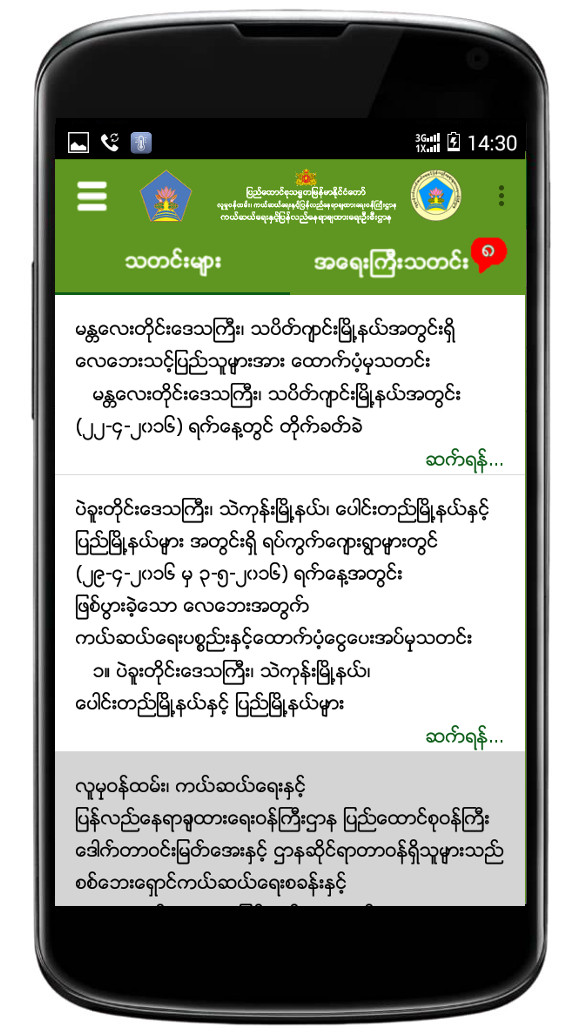 3G
1X
14:30
ပြည်ထောင်စုသမ္မတမြန်မာနိုင်ငံတော်
လူမှုဝန်ထမ်း၊ ကယ်ဆယ်ရေးနှင့်ပြန်လည်နေရာချထားရေးဝန်ကြီးဌာန
ကယ်ဆယ်ရေးနှင့်ပြန်လည်နေရာချထားရေးဦးစီးဌာန
သတင်းများ
အရေးကြီးသတင်း ၈
မန္တလေးတိုင်းဒေသကြီး၊ သပိတ်ကျင်းမြို့နယ်အတွင်းရှိ
လေဘေးသင့်ပြည်သူများအား ထောက်ပံ့မှုသတင်း
မန္တလေးတိုင်းဒေသကြီး၊ သပိတ်ကျင်းမြို့နယ်အတွင်း
(၂၂-၄-၂၀၁၆) ရက်နေ့တွင် တိုက်ခတ်ခဲ
ဆက်ရန်...
ပဲခူးတိုင်းဒေသကြီး၊ သဲကုန်းမြို့နယ်၊ ပေါင်းတည်မြို့နယ်နှင့်
ပြည်မြို့နယ်များ အတွင်းရှိ ရပ်ကွက်ကျေးရွာများတွင်
(၂၉-၄-၂၀၁၆ မှ ၃-၅-၂၀၁၆) ရက်နေ့အတွင်း
ဖြစ်ပွားခဲ့သော လေဘေးအတွက်
ကယ်ဆယ်ရေးပစ္စည်းနှင့်ထောက်ပံ့ငွေပေးအပ်မှုသတင်း
၁။ ပဲခူးတိုင်းဒေသကြီး၊ သဲကုန်းမြို့နယ်၊
ပေါင်းတည်မြို့နယ်နှင့် ပြည်မြို့နယ်များ
ဆက်ရန်...
လူမှုဝန်ထမ်း၊ ကယ်ဆယ်ရေးနှင့်
ပြန်လည်နေရာချထားရေးဝန်ကြီးဌာန ပြည်ထောင်စုဝန်ကြီး
ဒေါက်တာဝင်းမြတ်အေးနှင့် ဌာနဆိုင်ရာတာဝန်ရှိသူများသည်
စစ်ဘေးရှောင်ကယ်ဆယ်ရေးစခန်းနှင့်